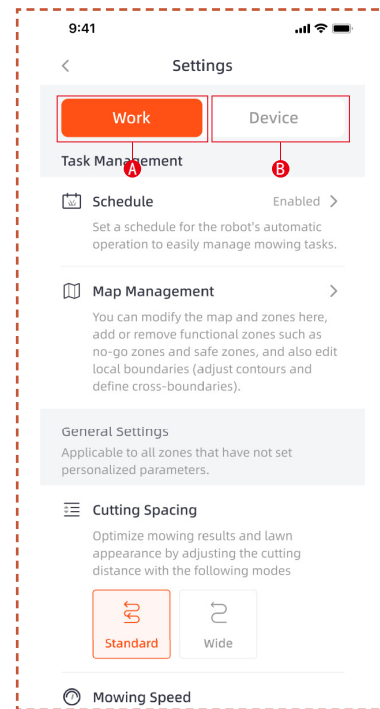 9:41
Settings
Work
Device
A
B
Task Management
Schedule
Enabled
Set a schedule for the robot's automatic
operation to easily manage mowing tasks.
Map Management
You can modify the map and zones here,
add or remove functional zones such as
no-go zones and safe zones, and also edit
local boundaries (adjust contours and
define cross-boundaries).
General Settings
Applicable to all zones that have not set
personalized parameters.
Cutting Spacing
Optimize mowing results and lawn
appearance by adjusting the cutting
distance with the following modes
Standard
Wide
Mowing Speed